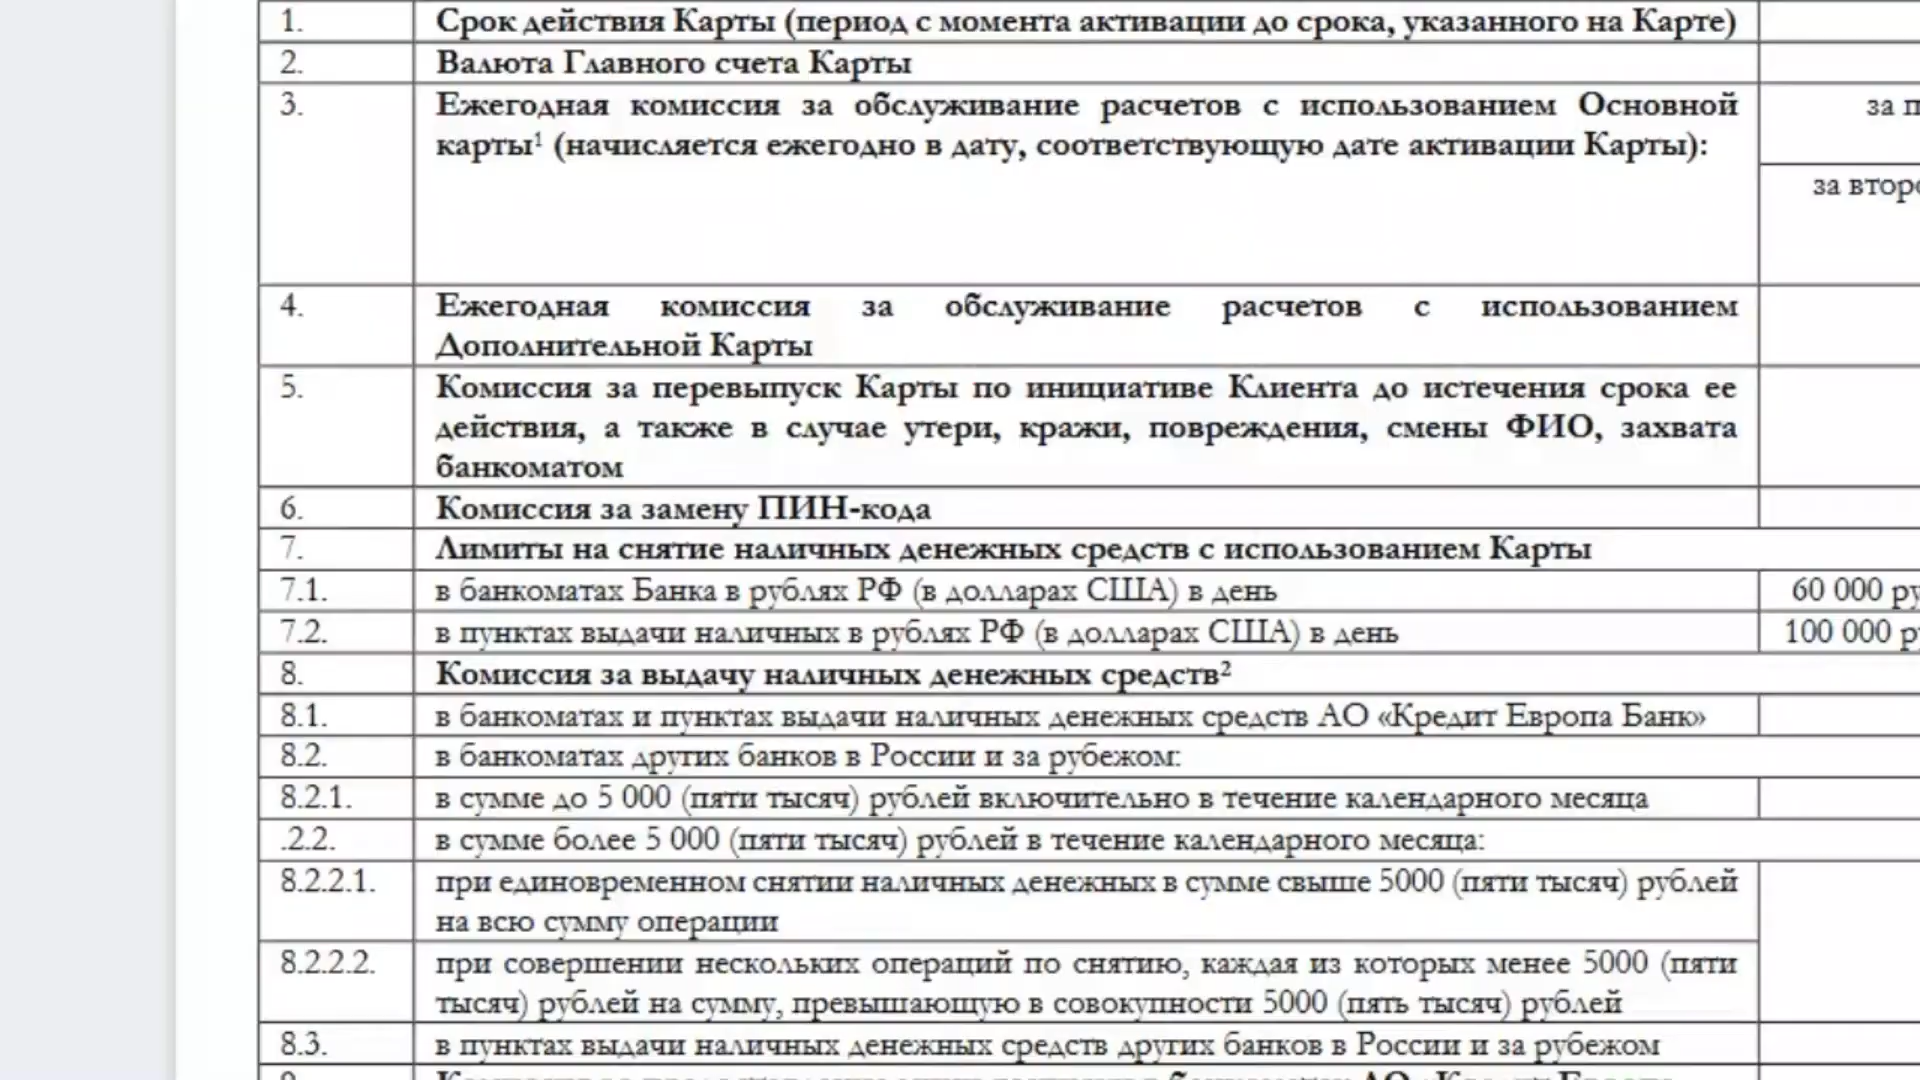 1. Срок действия Карты (период с момента активации до срока, указанного на Карте)
2. Валюта Главного счета Карты
3. Ежегодная комиссия за обслуживание расчетов с использованием Основной за п
карты¹ (начисляется ежегодно в дату, соответствующую дате активации Карты):
за втор
4. Ежегодная комиссия за обслуживание расчетов с использованием
Дополнительной Карты
5. Комиссия за перевыпуск Карты по инициативе Клиента до истечения срока ее
действия, а также в случае утери, кражи, повреждения, смены ФИО, захвата
банкоматом
6. Комиссия за замену ПИН-кода
7. Лимиты на снятие наличных денежных средств с использованием Карты
7.1. в банкоматах Банка в рублях РФ (в долларах США) в день 60 000 ру
7.2. в пунктах выдачи наличных в рублях РФ (в долларах США) в день 100 000 р
8. Комиссия за выдачу наличных денежных средств²
8.1. в банкоматах и пунктах выдачи наличных денежных средств АО «Кредит Европа Банк»
8.2. в банкоматах других банков в России и за рубежом:
8.2.1. в сумме до 5 000 (пяти тысяч) рублей включительно в течение календарного месяца
.2.2. в сумме более 5 000 (пяти тысяч) рублей в течение календарного месяца:
8.2.2.1. при единовременном снятии наличных денежных в сумме свыше 5000 (пяти тысяч) рублей
на всю сумму операции
8.2.2.2. при совершении нескольких операций по снятию, каждая из которых менее 5000 (пяти
тысяч) рублей на сумму, превышающую в совокупности 5000 (пять тысяч) рублей
8.3. в пунктах выдачи наличных денежных средств других банков в России и за рубежом